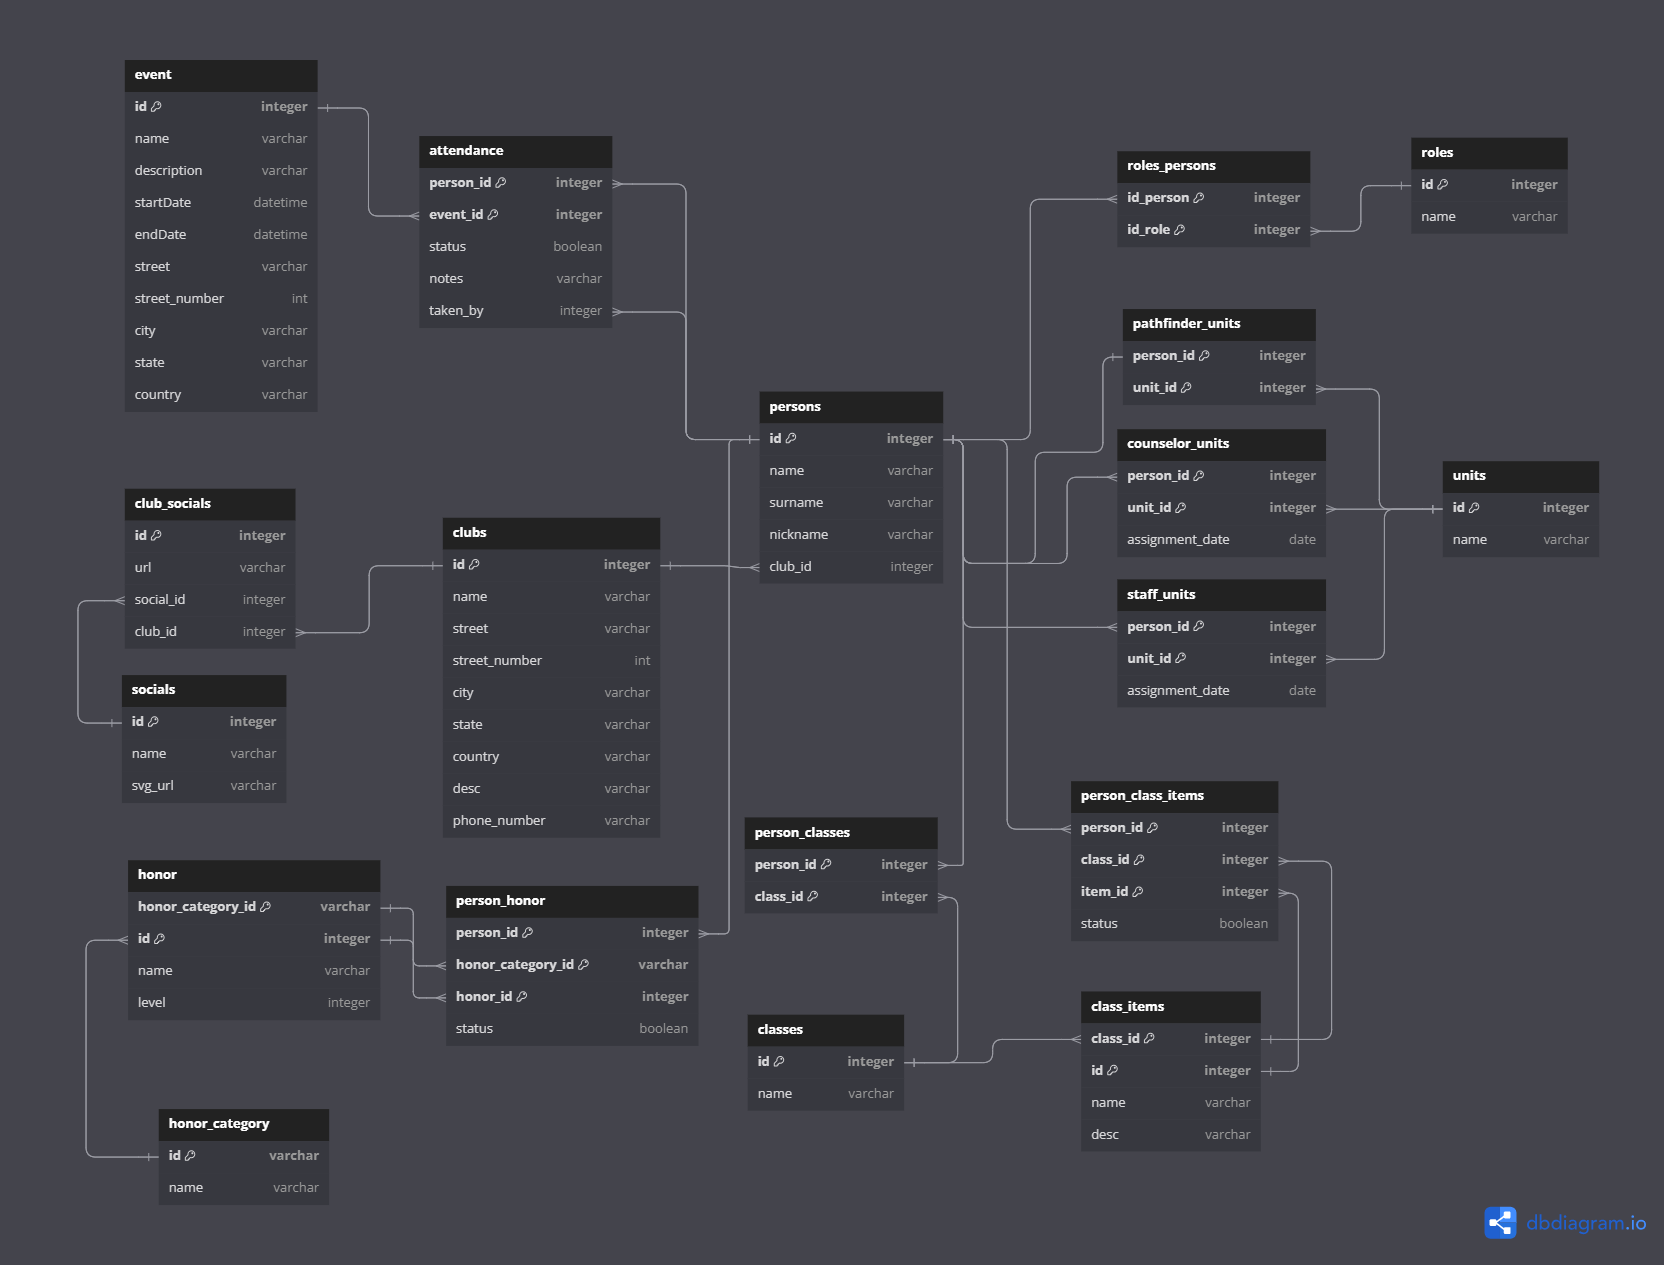 event
id integer
name varchar
description varchar
startDate datetime
endDate datetime
street varchar
street_number int
city varchar
state varchar
country varchar
attendance
person_id integer
event_id integer
status boolean
notes varchar
taken_by integer
roles_persons
id_person integer
id_role integer
roles
id integer
name varchar
pathfinder_units
person_id integer
unit_id integer
counselor_units
person_id integer
unit_id integer
assignment_date date
units
id integer
name varchar
staff_units
person_id integer
unit_id integer
assignment_date date
persons
id integer
name varchar
surname varchar
nickname varchar
club_id integer
club_socials
id integer
url varchar
social_id integer
club_id integer
socials
id integer
name varchar
svg_url varchar
clubs
id integer
name varchar
street varchar
street_number int
city varchar
state varchar
country varchar
desc varchar
phone_number varchar
honor
honor_category_id varchar
id integer
name varchar
level integer
person_honor
person_id integer
honor_category_id varchar
honor_id integer
status boolean
honor_category
id varchar
name varchar
person_classes
person_id integer
class_id integer
classes
id integer
name varchar
person_class_items
person_id integer
class_id integer
item_id integer
status boolean
class_items
class_id integer
id integer
name varchar
desc varchar
dbdiagram.io